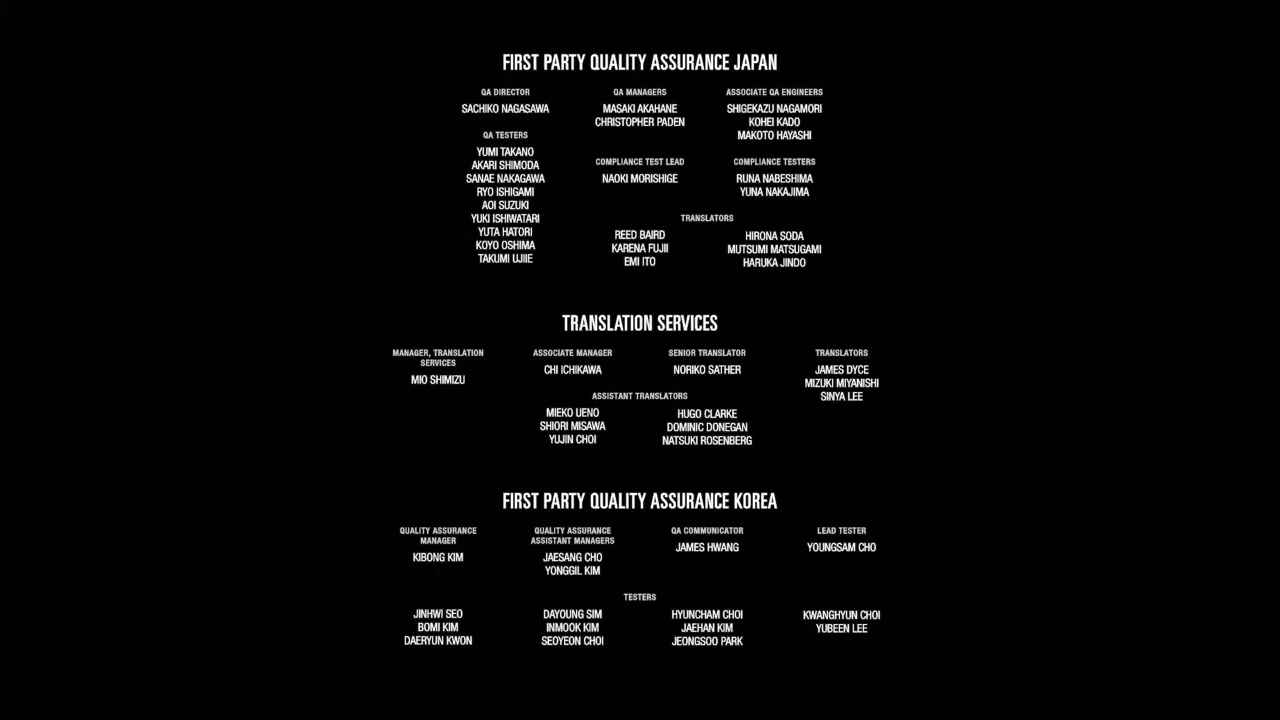 FIRST PARTY QUALITY ASSURANCE JAPAN
QA DIRECTOR
SACHIKO NAGASAWA
QA TESTERS
YUMI TAKANO
AKARI SHIMODA
SANAE NAKAGAWA
RYO ISHIGAMI
AOI SUZUKI
YUKI ISHIWATARI
YUTA HATORI
KOYO OSHIMA
TAKUMI UJIIE
QA MANAGERS
MASAKI AKAHANE
CHRISTOPHER PADEN
ASSOCIATE QA ENGINEERS
SHIGEKAZU NAGAMORI
KOHEI KADO
MAKOTO HAYASHI
COMPLIANCE TEST LEAD
NAOKI MORISHIGE
COMPLIANCE TESTERS
RUNA NABESHIMA
YUNA NAKAJIMA
TRANSLATORS
REED BAIRD
KARENA FUJII
EMI ITO
HIRONA SODA
MUTSUMI MATSUGAMI
HARUKA JINDO
TRANSLATION SERVICES
MANAGER, TRANSLATION
SERVICES
MIO SHIMIZU
ASSOCIATE MANAGER
CHI ICHIKAWA
SENIOR TRANSLATOR
NORIKO SATHER
TRANSLATORS
JAMES DYCE
MIZUKI MIYANISHI
SINYA LEE
ASSISTANT TRANSLATORS
MIEKO UENO
SHIORI MISAWA
YUJIN CHOI
HUGO CLARKE
DOMINIC DONEGAN
NATSUKI ROSENBERG
FIRST PARTY QUALITY ASSURANCE KOREA
QUALITY ASSURANCE
MANAGER
KIBONG KIM
QUALITY ASSURANCE
ASSISTANT MANAGERS
JAESANG CHO
YONGGIL KIM
QA COMMUNICATOR
JAMES HWANG
LEAD TESTER
YOUNGSAM CHO
TESTERS
JINHWI SEO
BOMI KIM
DAERYUN KWON
DAYOUNG SIM
INMOOK KIM
SEOYEON CHOI
HYUNCHAM CHOI
JAEHAN KIM
JEONGSOO PARK
KWANGHYUN CHOI
YUBEEN LEE